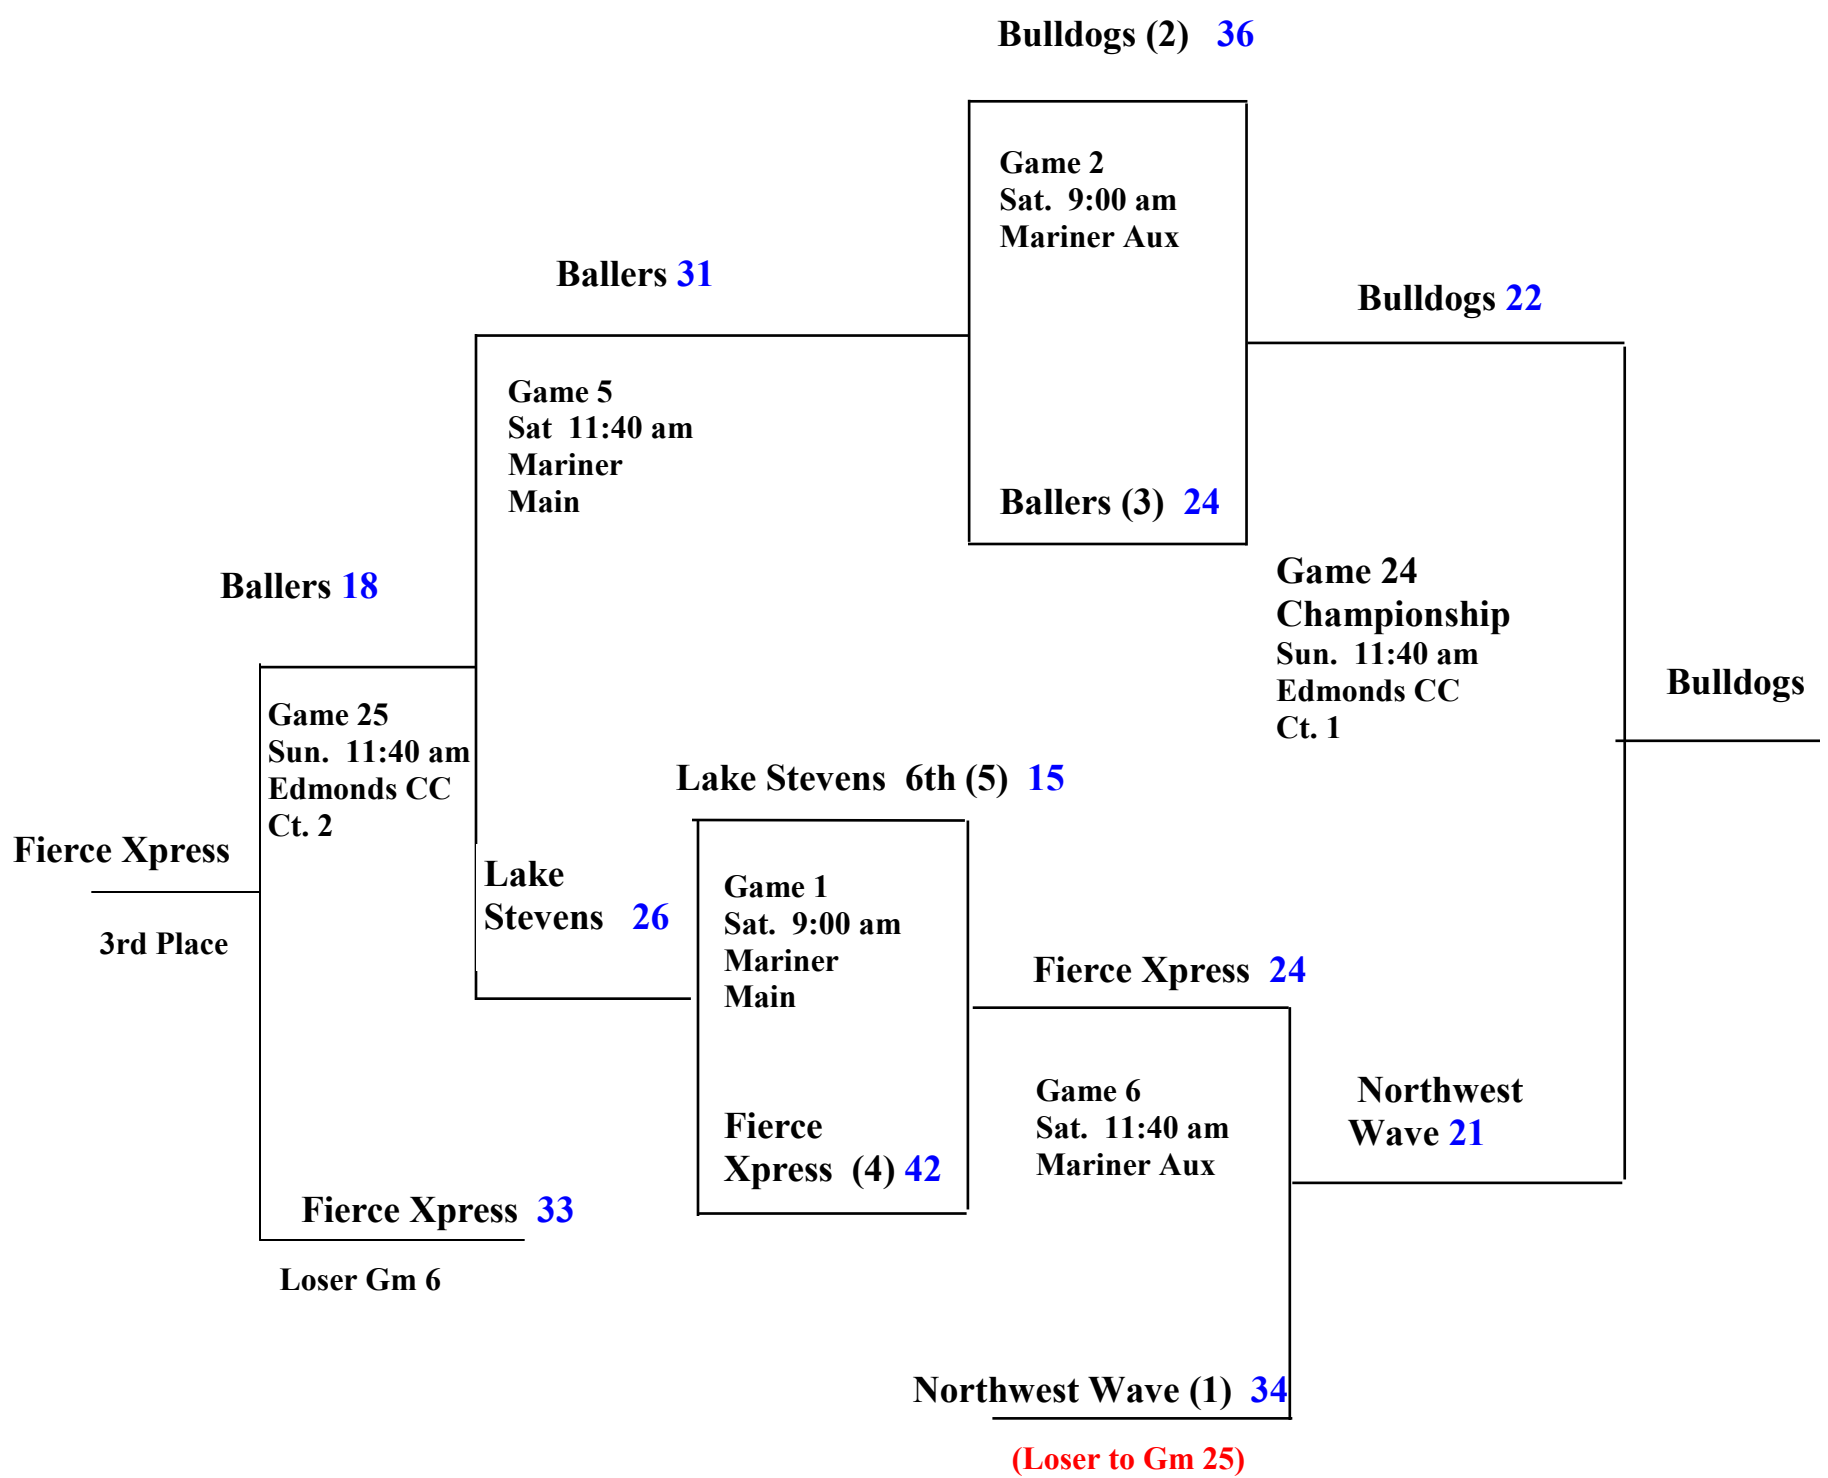 Bulldogs (2) 36
Game 2
Sat. 9:00 am
Mariner Aux
Ballers 31
Bulldogs 22
Game 5
Sat 11:40 am
Mariner
Main
Ballers (3) 24
Ballers 18
Game 24
Championship
Sun. 11:40 am
Edmonds CC
Ct. 1
Bulldogs
Game 25
Sun. 11:40 am
Edmonds CC
Ct. 2
Lake Stevens 6th (5) 15
Fierce Xpress
3rd Place
Lake
Stevens 26
Game 1
Sat. 9:00 am
Mariner
Main
Fierce Xpress 24
Game 6
Sat. 11:40 am
Mariner Aux
Northwest
Wave 21
Fierce
Xpress (4) 42
Fierce Xpress 33
Loser Gm 6
Northwest Wave (1) 34
(Loser to Gm 25)